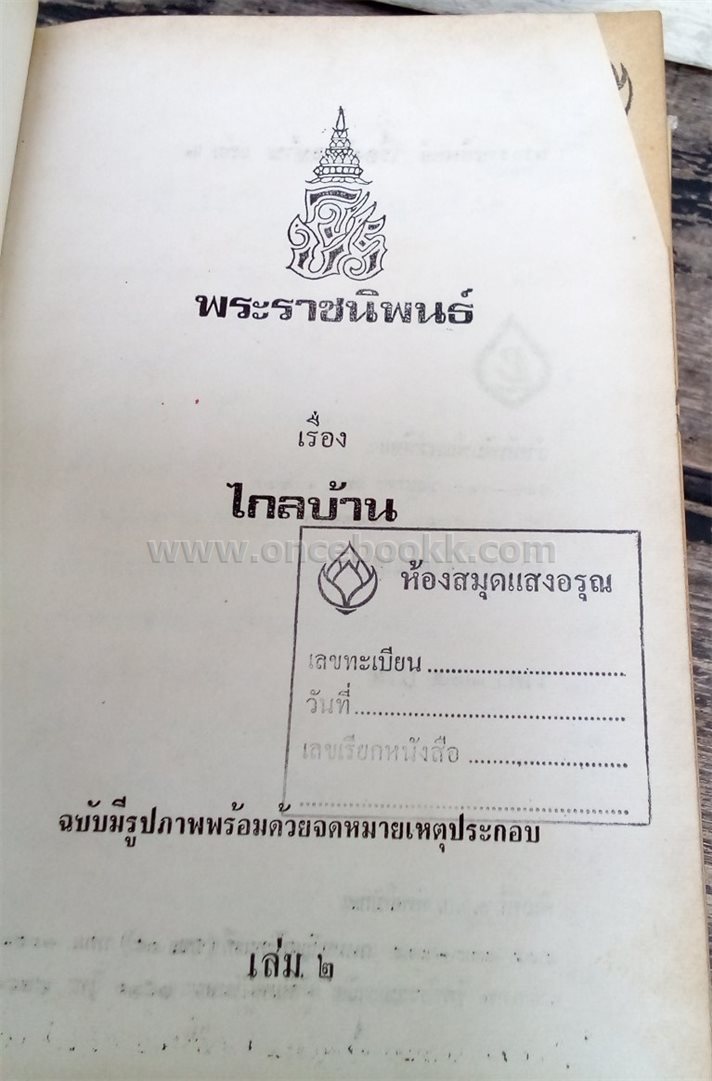 พระราชนิพนธ์
เรื่อง
ไกลบ้าน
www.oncebookk.com
ห้องสมุดแสงอรุณ
เลขทะเบียน ........................................
วันที่ ........................................
เลขเรียกหนังสือ ........................................
ฉบับมีรูปภาพพร้อมด้วยจดหมายเหตุประกอบ
เล่ม ๒